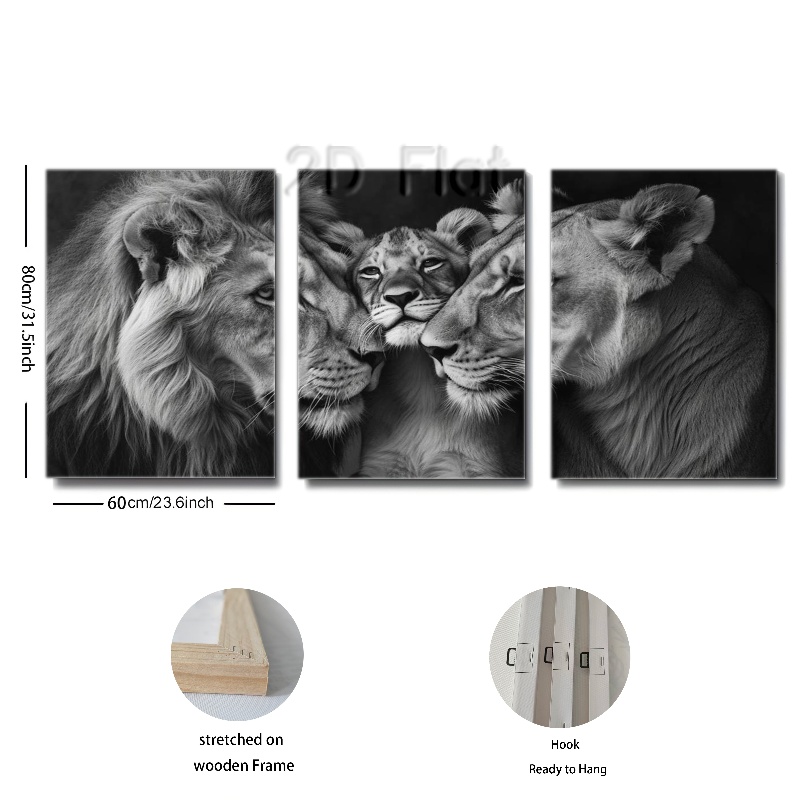 2D Flat
80cm/31.5inch
60cm/23.6inch
stretched on
wooden Frame
Hook
Ready to Hang